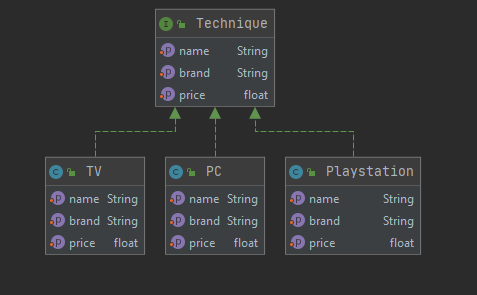 I Technique
p name String
p brand String
p price float
C TV
p name String
p brand String
p price float
C PC
p name String
p brand String
p price float
C Playstation
p name String
p brand String
p price float